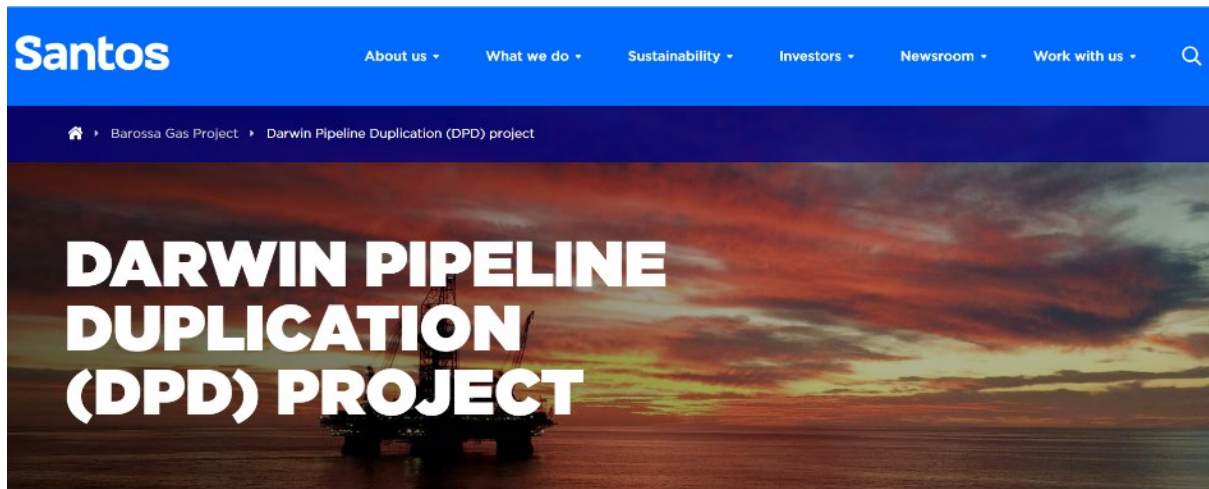 Santos
About us
What we do
Sustainability
Investors
Newsroom
Work with us
Barossa Gas Project
Darwin Pipeline Duplication (DPD) project
DARWIN PIPELINE
DUPLICATION
(DPD) PROJECT